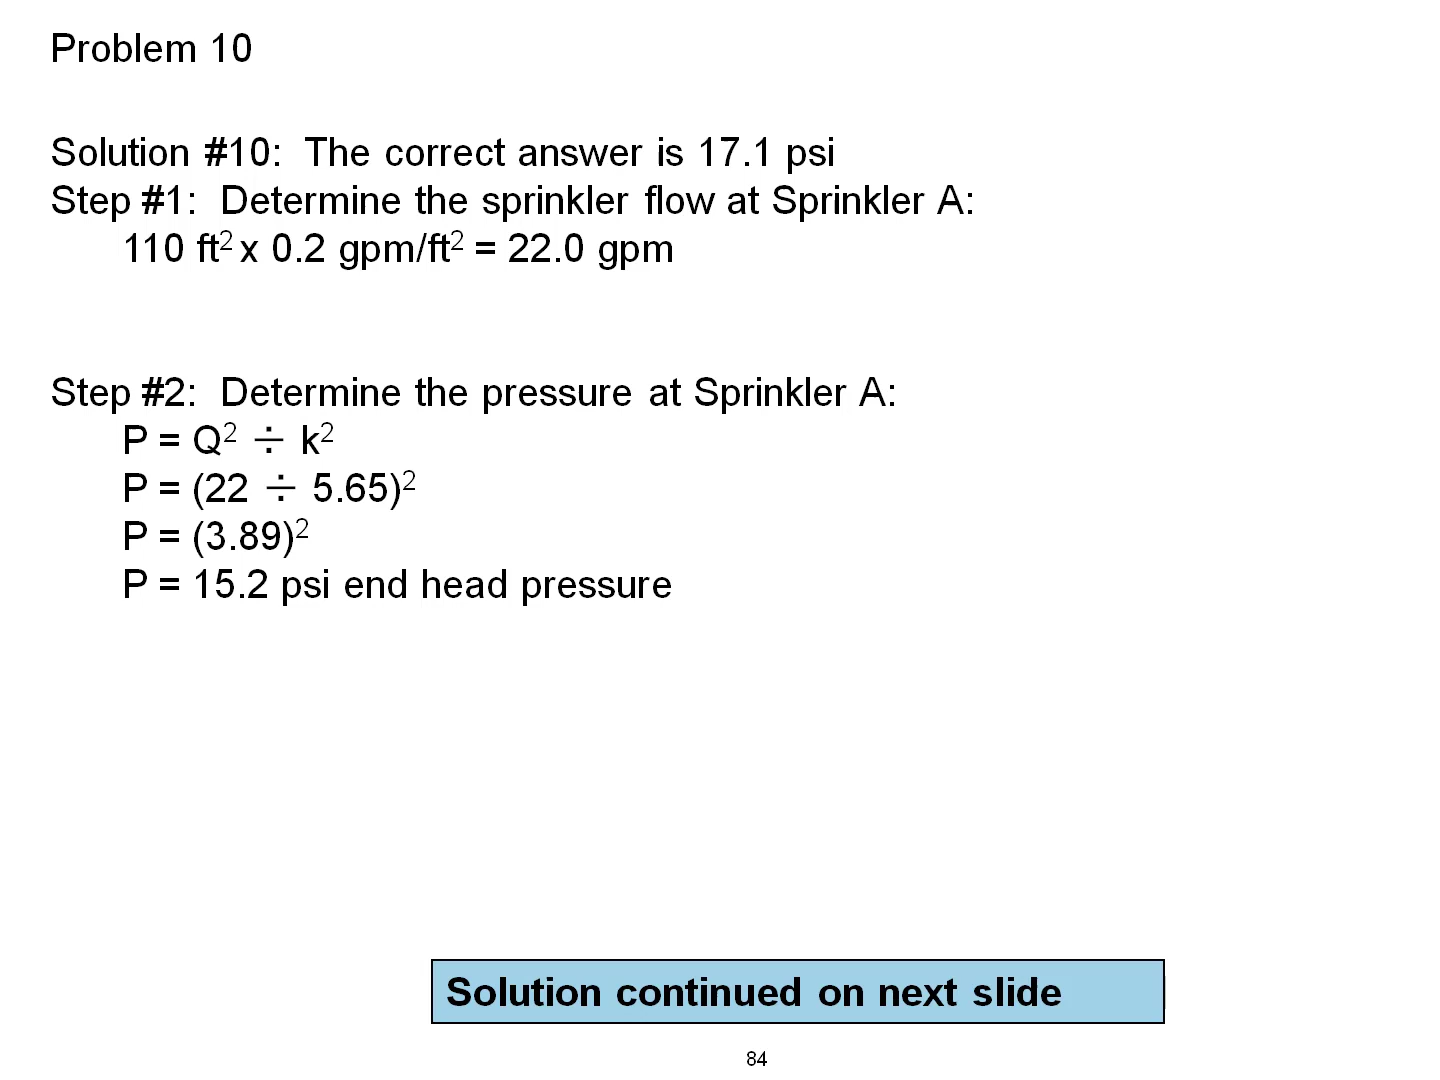 Problem 10
Solution #10: The correct answer is 17.1 psi
Step #1: Determine the sprinkler flow at Sprinkler A:
110 ft² x 0.2 gpm/ft² = 22.0 gpm
Step #2: Determine the pressure at Sprinkler A:
P = Q² ÷ k²
P = (22 ÷ 5.65)²
P = (3.89)²
P = 15.2 psi end head pressure
Solution continued on next slide
84